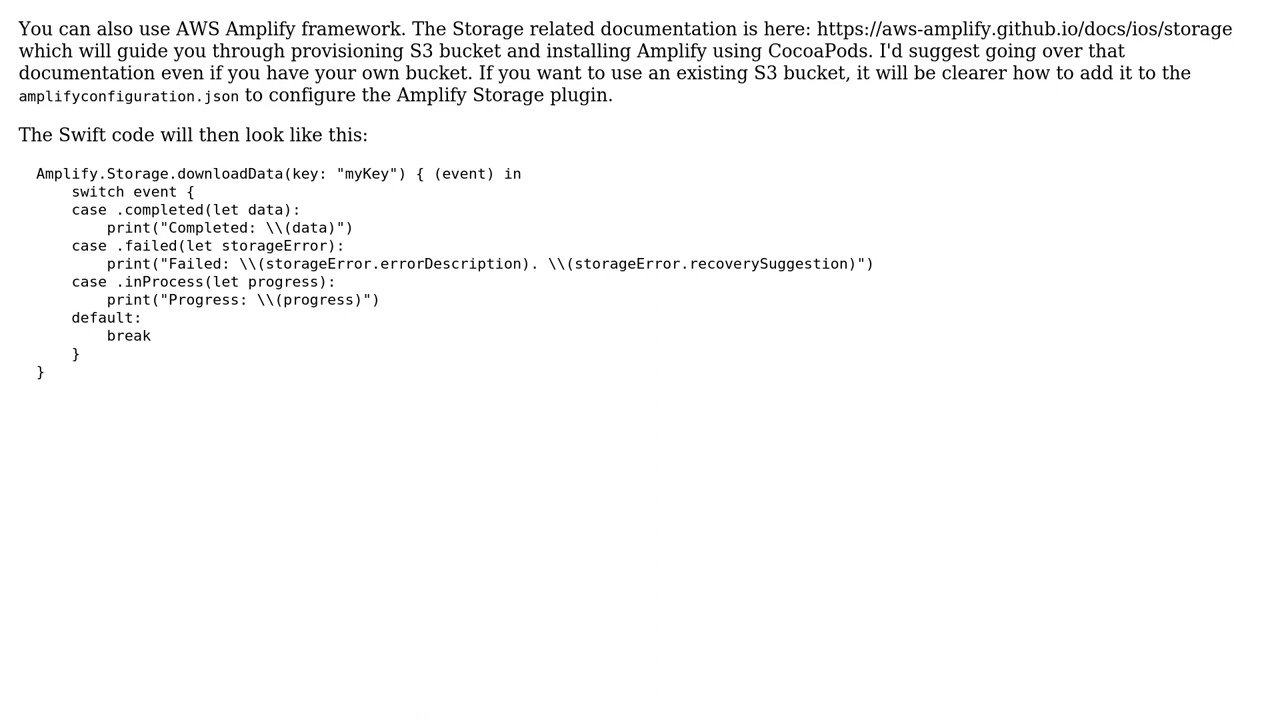 You can also use AWS Amplify framework. The Storage related documentation is here: https://aws-amplify.github.io/docs/ios/storage
which will guide you through provisioning S3 bucket and installing Amplify using CocoaPods. I'd suggest going over that
documentation even if you have your own bucket. If you want to use an existing S3 bucket, it will be clearer how to add it to the
amplifyconfiguration.json to configure the Amplify Storage plugin.
The Swift code will then look like this:
Amplify.Storage.downloadData(key: "myKey") { (event) in
    switch event {
    case .completed(let data):
        print("Completed: \\(data)")
    case .failed(let storageError):
        print("Failed: \\(storageError.errorDescription). \\(storageError.recoverySuggestion)")
    case .inProcess(let progress):
        print("Progress: \\(progress)")
    default:
        break
    }
}